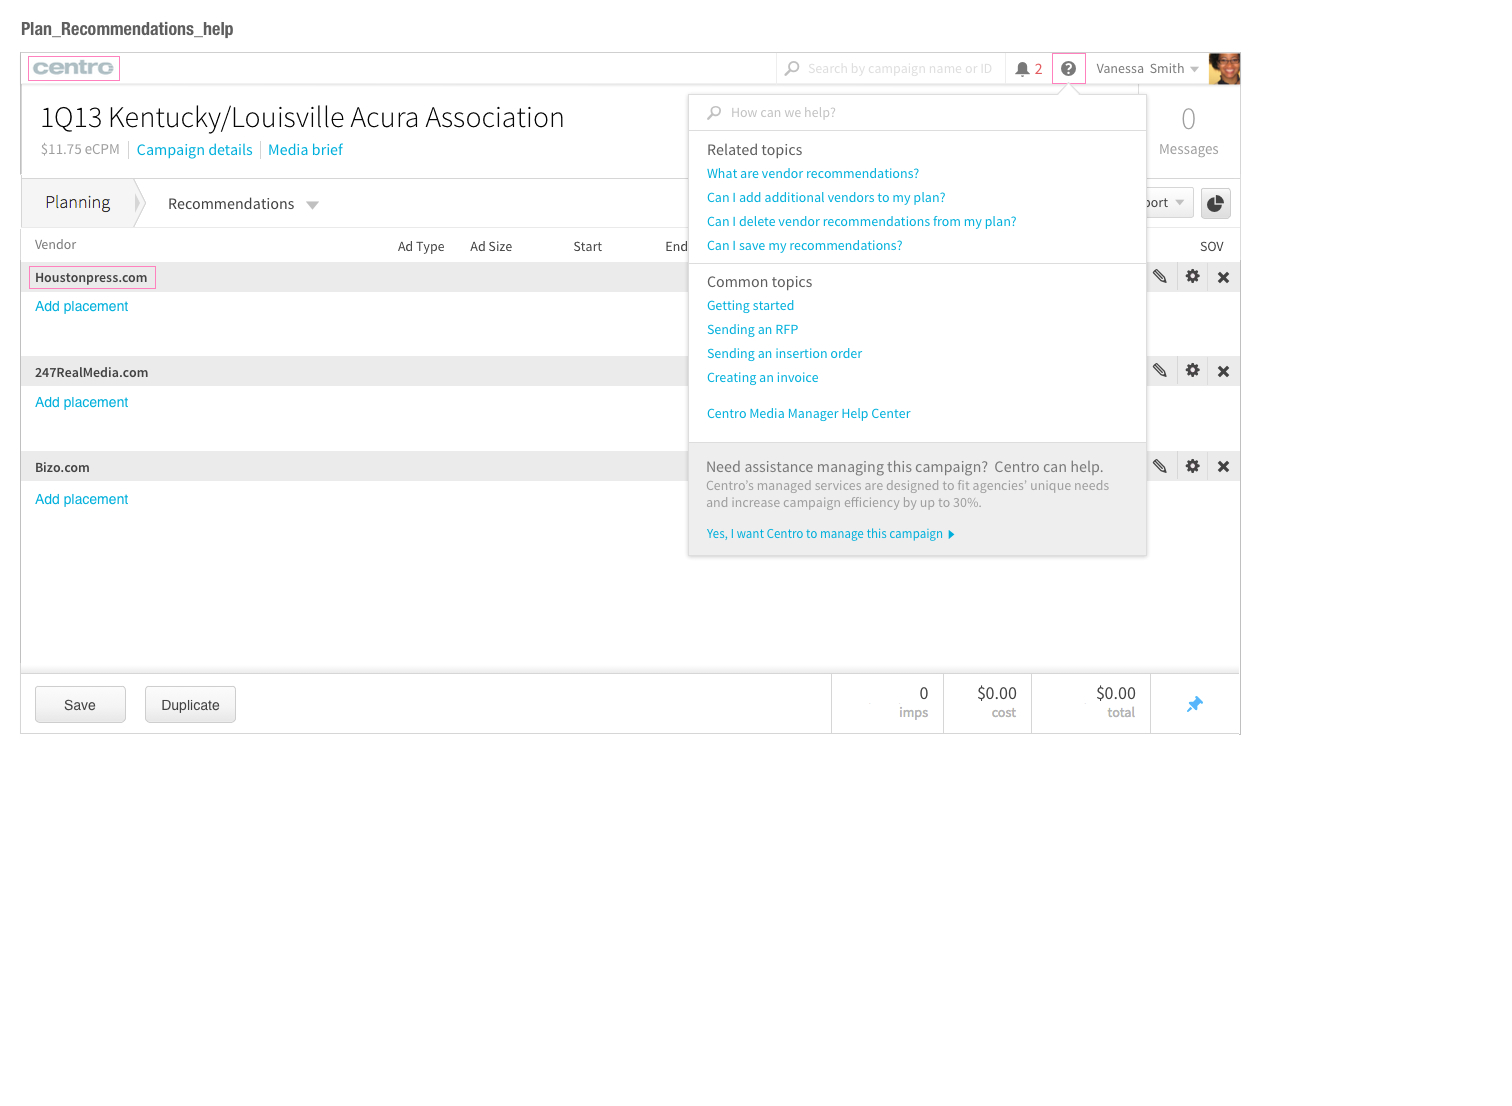 Plan_Recommendations_help
centro
Search by campaign name or ID
2
?
Vanessa Smith
1Q13 Kentucky/Louisville Acura Association
$11.75 eCPM
Campaign details
Media brief
0
Messages
How can we help?
Related topics
What are vendor recommendations?
Can I add additional vendors to my plan?
Can I delete vendor recommendations from my plan?
Can I save my recommendations?
Planning
Recommendations
ort
Vendor
Ad Type
Ad Size
Start
End
SOV
Houstonpress.com
Add placement
247RealMedia.com
Add placement
Bizo.com
Add placement
Common topics
Getting started
Sending an RFP
Sending an insertion order
Creating an invoice
Centro Media Manager Help Center
Need assistance managing this campaign? Centro can help.
Centro's managed services are designed to fit agencies' unique needs
and increase campaign efficiency by up to 30%.
Yes, I want Centro to manage this campaign
Save
Duplicate
0
imps
$0.00
cost
$0.00
total